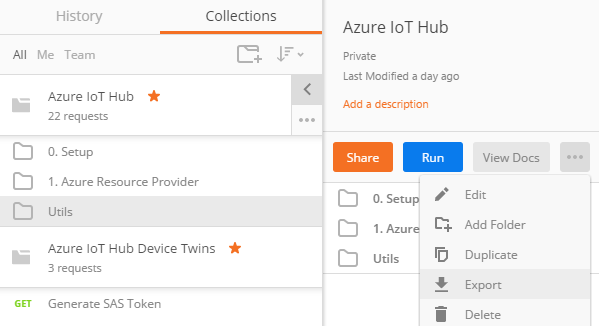 History
Collections
All Me Team
Azure IoT Hub
22 requests
0. Setup
1. Azure Resource Provider
Utils
Azure IoT Hub Device Twins
3 requests
GET Generate SAS Token
Azure IoT Hub
Private
Last Modified a day ago
Add a description
Share
Run
View Docs
0. Setup
1. Azure
Utils
Edit
Add Folder
Duplicate
Export
Delete